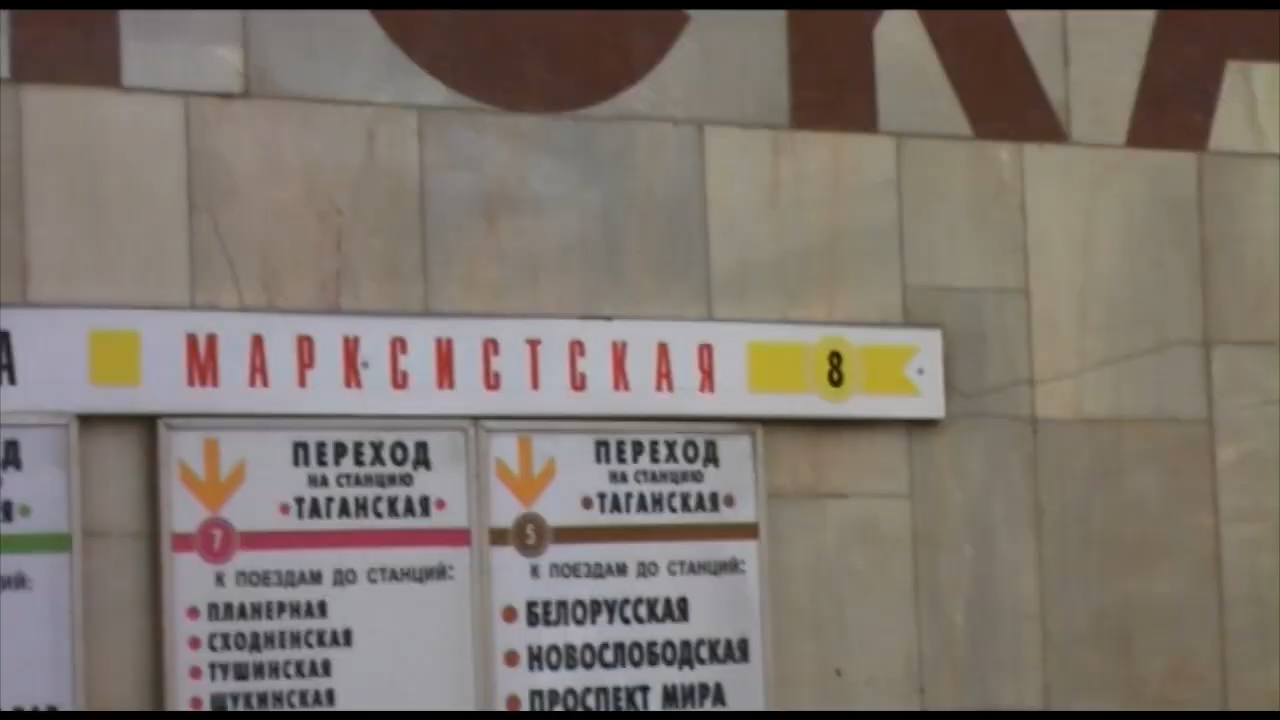 СКА
МАРКСИСТСКАЯ 8
ПЕРЕХОД
НА СТАНЦИЮ
ТАГАНСКАЯ
7
К ПОЕЗДАМ ДО СТАНЦИЙ:
ПЛАНЕРНАЯ
СХОДНЕНСКАЯ
ТУШИНСКАЯ
ЩУКИНСКАЯ
ПЕРЕХОД
НА СТАНЦИЮ
ТАГАНСКАЯ
5
К ПОЕЗДАМ ДО СТАНЦИЙ:
БЕЛОРУССКАЯ
НОВОСЛОБОДСКАЯ
ПРОСПЕКТ МИРА